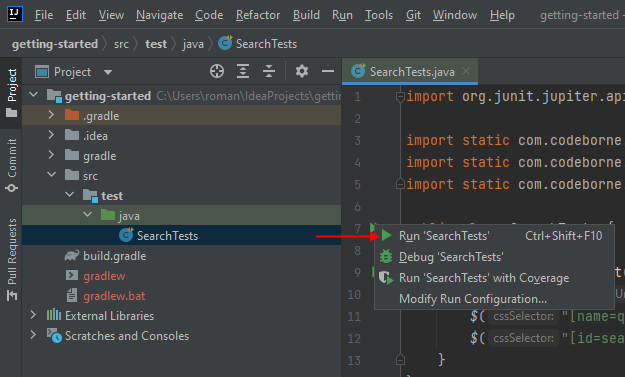 IJ File Edit View Navigate Code Refactor Build Run Tools Git Window Help getting-started -
getting-started src test java SearchTests
Project
SearchTests.java
getting-started C:\Users\roman\IdeaProjects\getting
.gradle
.idea
gradle
src
test
java
SearchTests
build.gradle
gradlew
gradlew.bat
External Libraries
Scratches and Consoles
Project
Commit
Pull Requests
1 import org.junit.jupiter.api
2
3 import static com.codeborne
4 import static com.codeborne
5 import static com.codeborne
6
7
8
9
10
11 $( cssSelector: "[name=q
12 $( cssSelector: "[id=sea
13 }
Run 'SearchTests' Ctrl+Shift+F10
Debug 'SearchTests'
Run 'SearchTests' with Coverage
Modify Run Configuration...